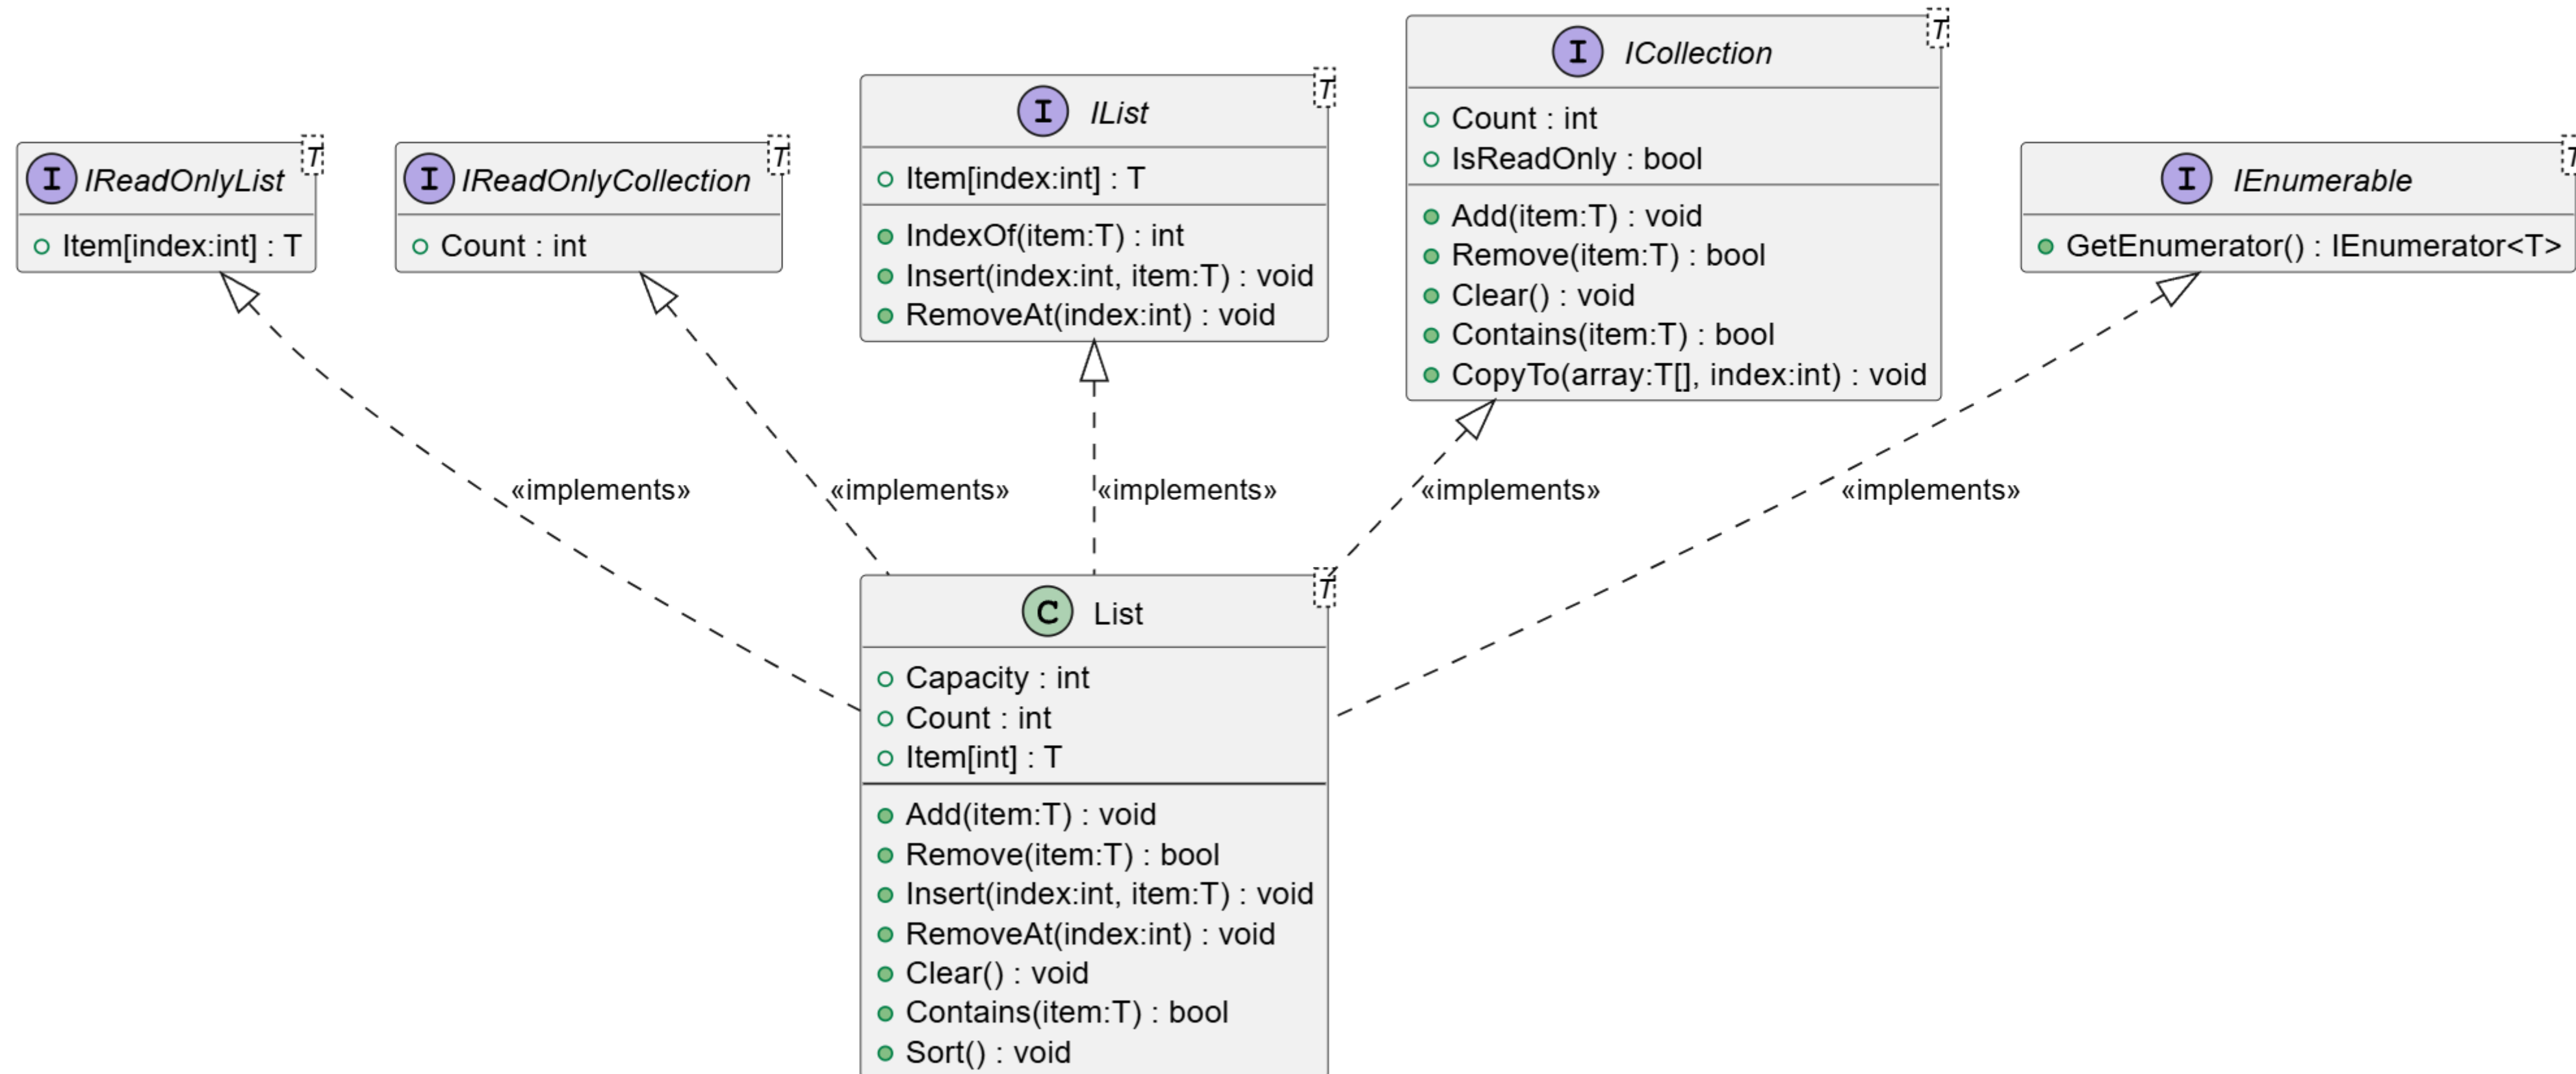 T
I ICollection
Count : int
IsReadOnly : bool
Add(item:T) : void
Remove(item:T) : bool
Clear() : void
Contains(item:T) : bool
CopyTo(array:T[], index:int) : void
T
I IList
Item[index:int] : T
IndexOf(item:T) : int
Insert(index:int, item:T) : void
RemoveAt(index:int) : void
T
I IReadOnlyList
Item[index:int] : T
T
I IReadOnlyCollection
Count : int
T
I IEnumerable
GetEnumerator() : IEnumerator<T>
«implements»
«implements»
«implements»
«implements»
«implements»
T
C List
Capacity : int
Count : int
Item[int] : T
Add(item:T) : void
Remove(item:T) : bool
Insert(index:int, item:T) : void
RemoveAt(index:int) : void
Clear() : void
Contains(item:T) : bool
Sort() : void